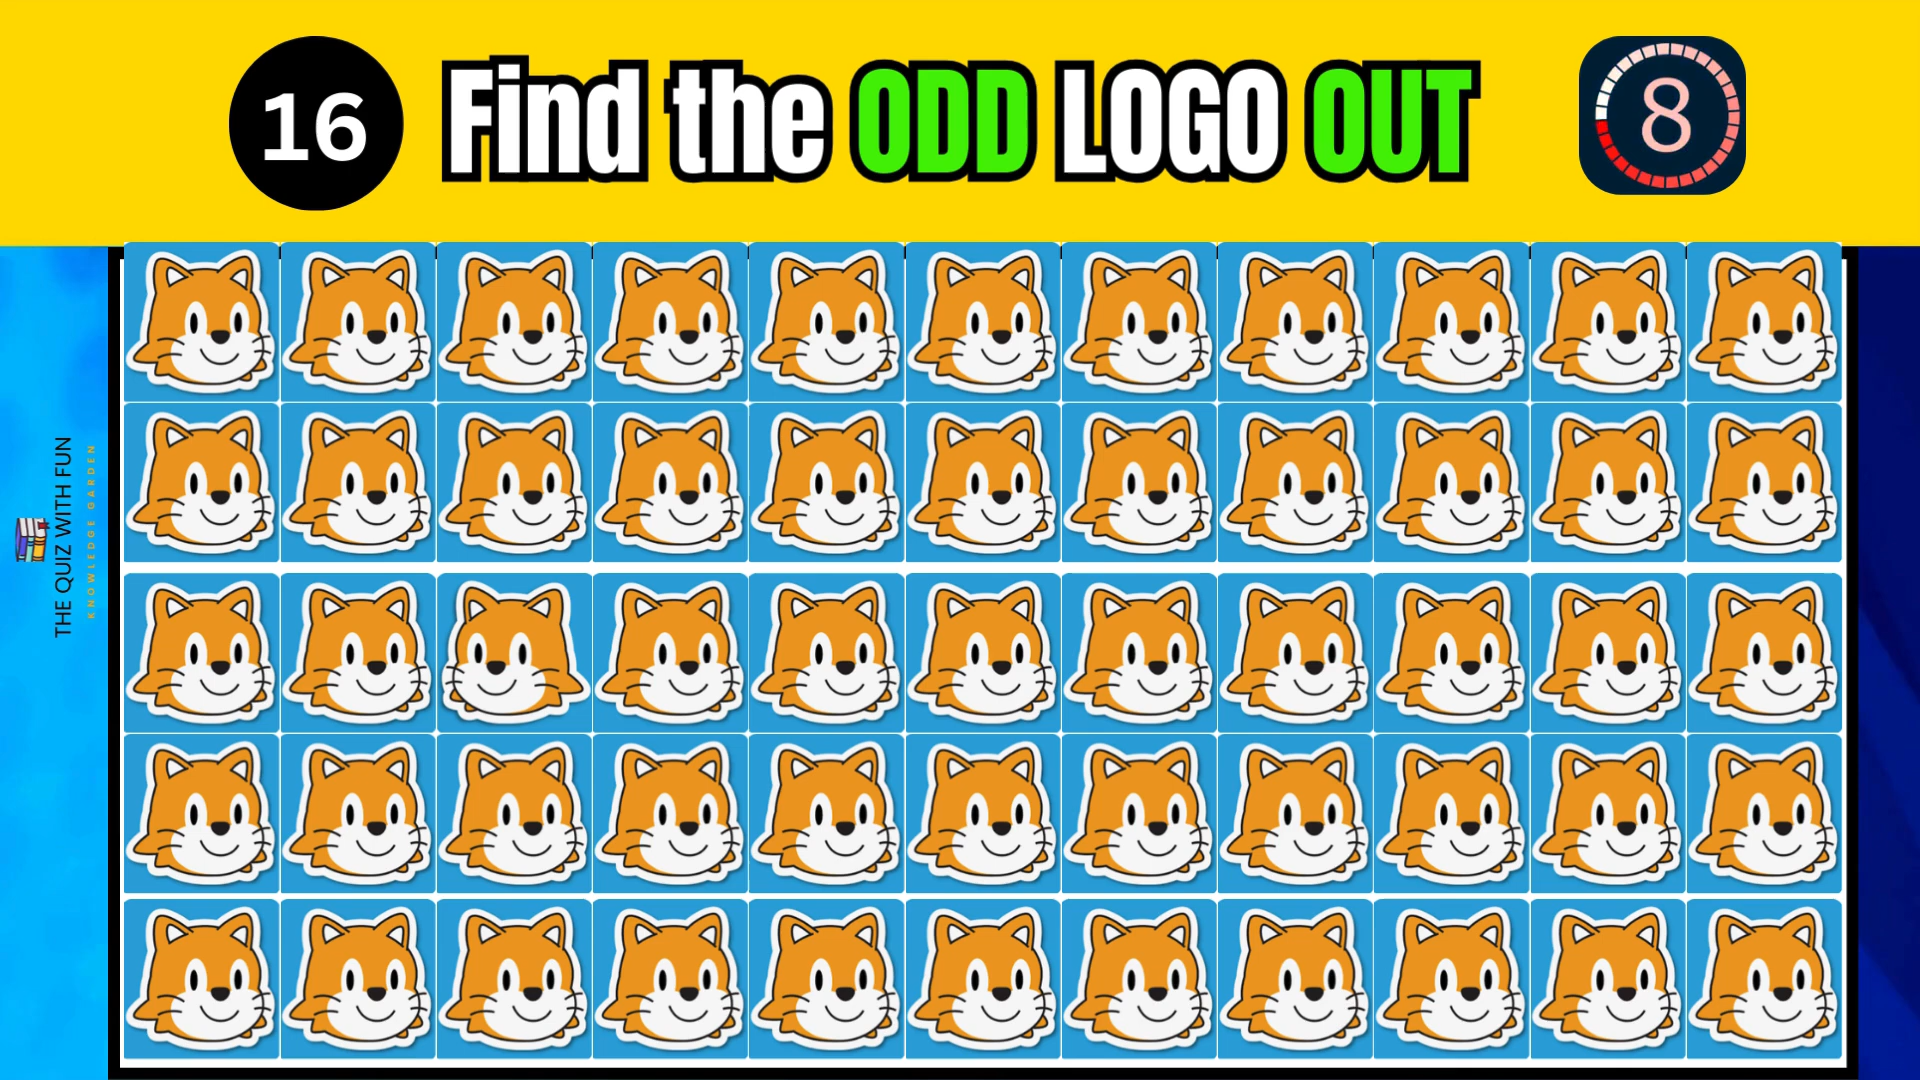 16
Find the ODD LOGO OUT
8
THE QUIZ WITH FUN
KNOWLEDGE GARDEN